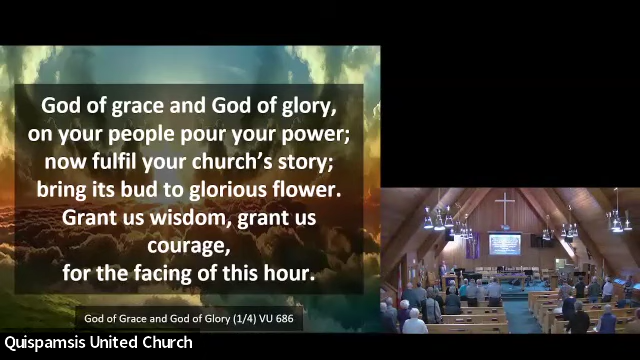 God of grace and God of glory,
on your people pour your power;
now fulfil your church's story;
bring its bud to glorious flower.
Grant us wisdom, grant us
courage,
for the facing of this hour.
God of Grace and God of Glory (1/4) VU 686
Quispamsis United Church